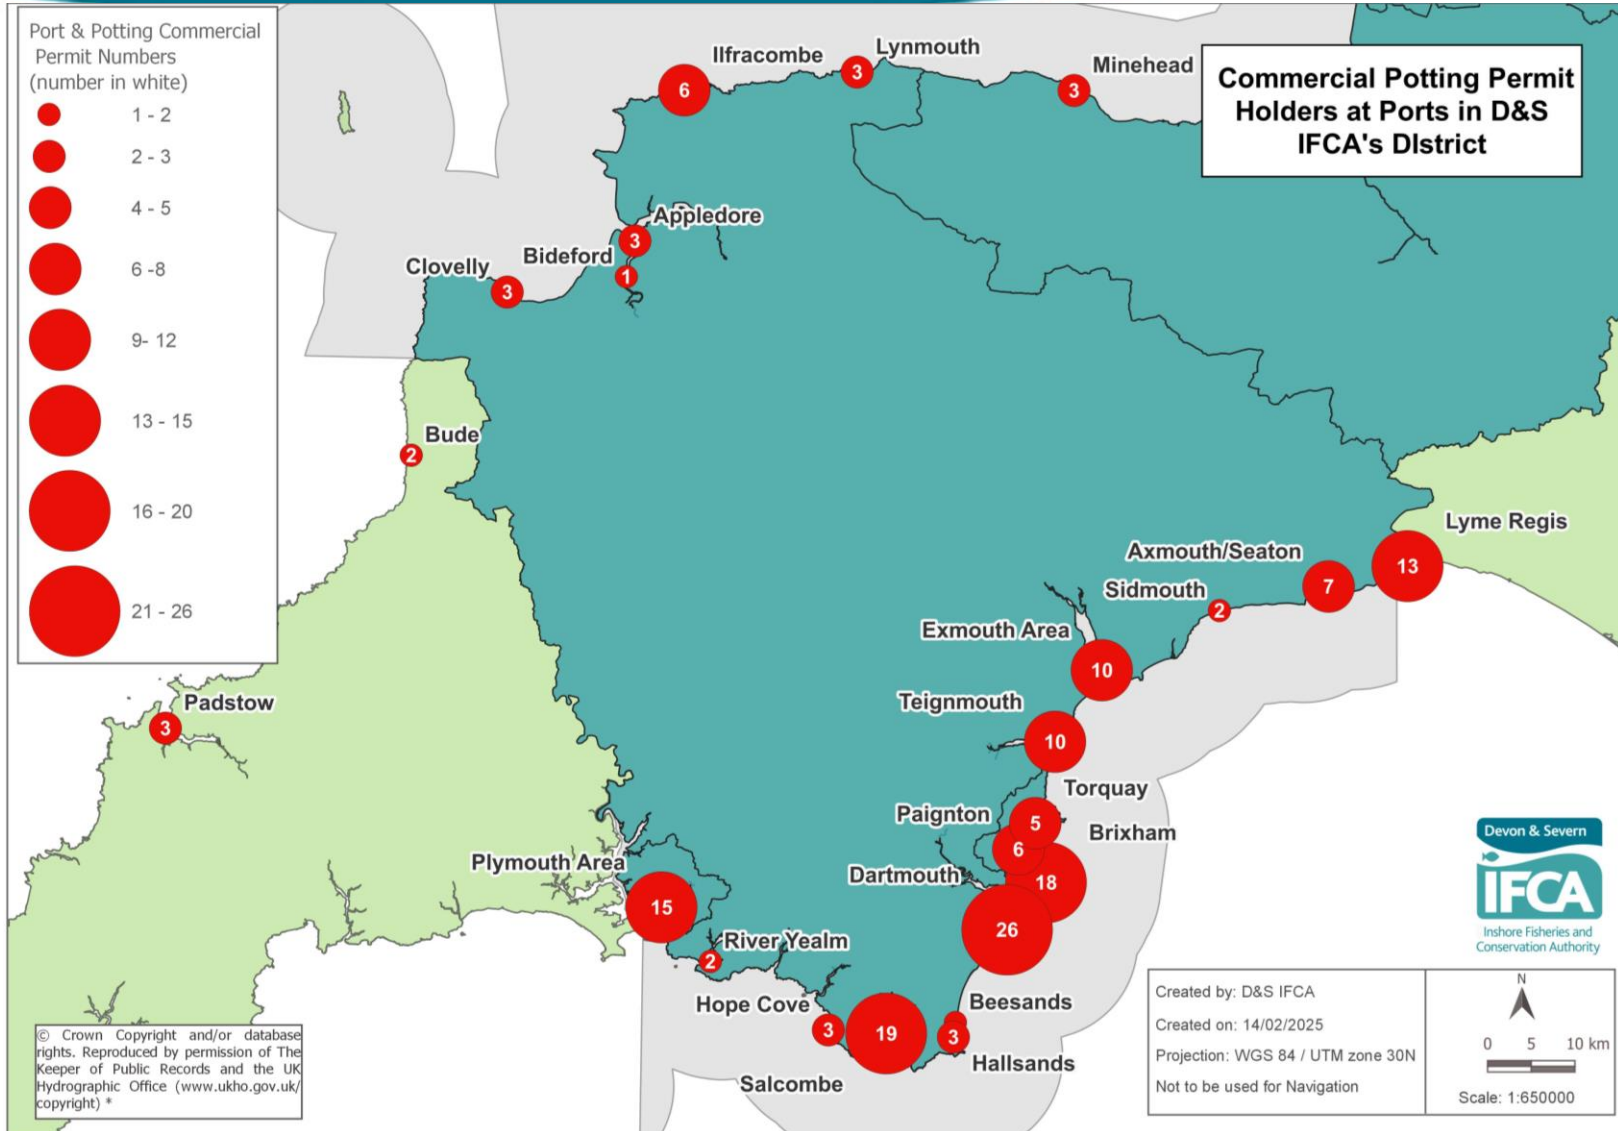 Port & Potting Commercial
Permit Numbers
(number in white)
1 - 2
2 - 3
4 - 5
6 -8
9- 12
13 - 15
16 - 20
21 - 26
Commercial Potting Permit
Holders at Ports in D&S
IFCA's DIstrict
Ilfracombe
6
Lynmouth
3
Minehead
3
Appledore
3
Bideford
1
Clovelly
3
Bude
2
Padstow
3
Lyme Regis
13
Axmouth/Seaton
7
Sidmouth
2
Exmouth Area
10
Teignmouth
10
Torquay
5
Paignton
6
Brixham
18
Dartmouth
26
Plymouth Area
15
River Yealm
2
Hope Cove
3
Salcombe
19
Beesands
Hallsands
3
Devon & Severn
IFCA
Inshore Fisheries and
Conservation Authority
© Crown Copyright and/or database
rights. Reproduced by permission of The
Keeper of Public Records and the UK
Hydrographic Office (www.ukho.gov.uk/
copyright) *
Created by: D&S IFCA
Created on: 14/02/2025
Projection: WGS 84 / UTM zone 30N
Not to be used for Navigation
N
0 5 10 km
Scale: 1:650000